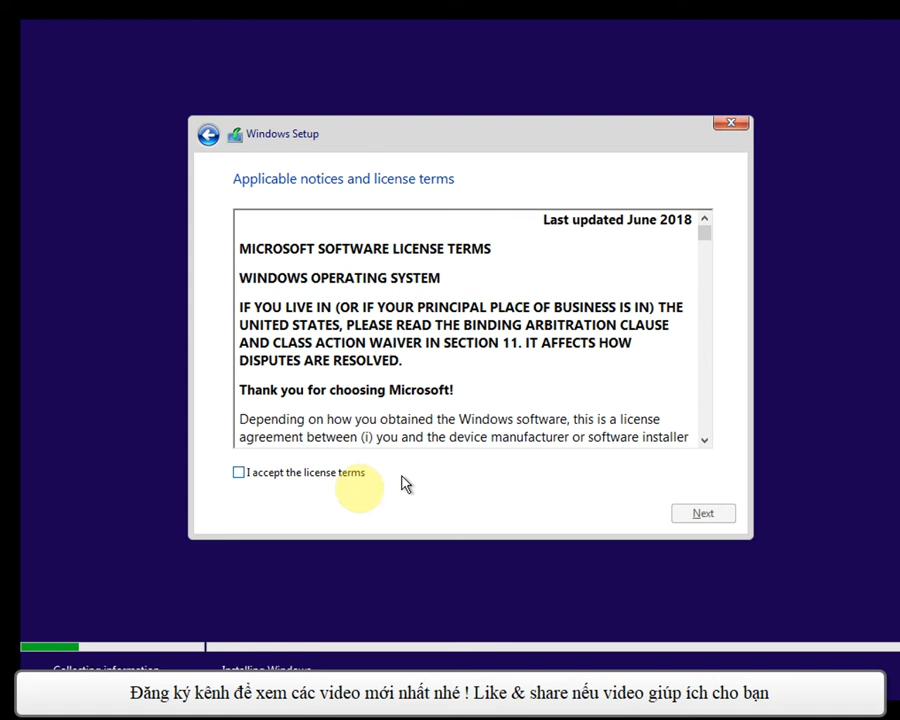 Windows Setup
Applicable notices and license terms
Last updated June 2018
MICROSOFT SOFTWARE LICENSE TERMS
WINDOWS OPERATING SYSTEM
IF YOU LIVE IN (OR IF YOUR PRINCIPAL PLACE OF BUSINESS IS IN) THE
UNITED STATES, PLEASE READ THE BINDING ARBITRATION CLAUSE
AND CLASS ACTION WAIVER IN SECTION 11. IT AFFECTS HOW
DISPUTES ARE RESOLVED.
Thank you for choosing Microsoft!
Depending on how you obtained the Windows software, this is a license
agreement between (i) you and the device manufacturer or software installer
I accept the license terms
Next
Collecting information
Installing Windows
Đăng ký kênh để xem các video mới nhất nhé ! Like & share nếu video giúp ích cho bạn